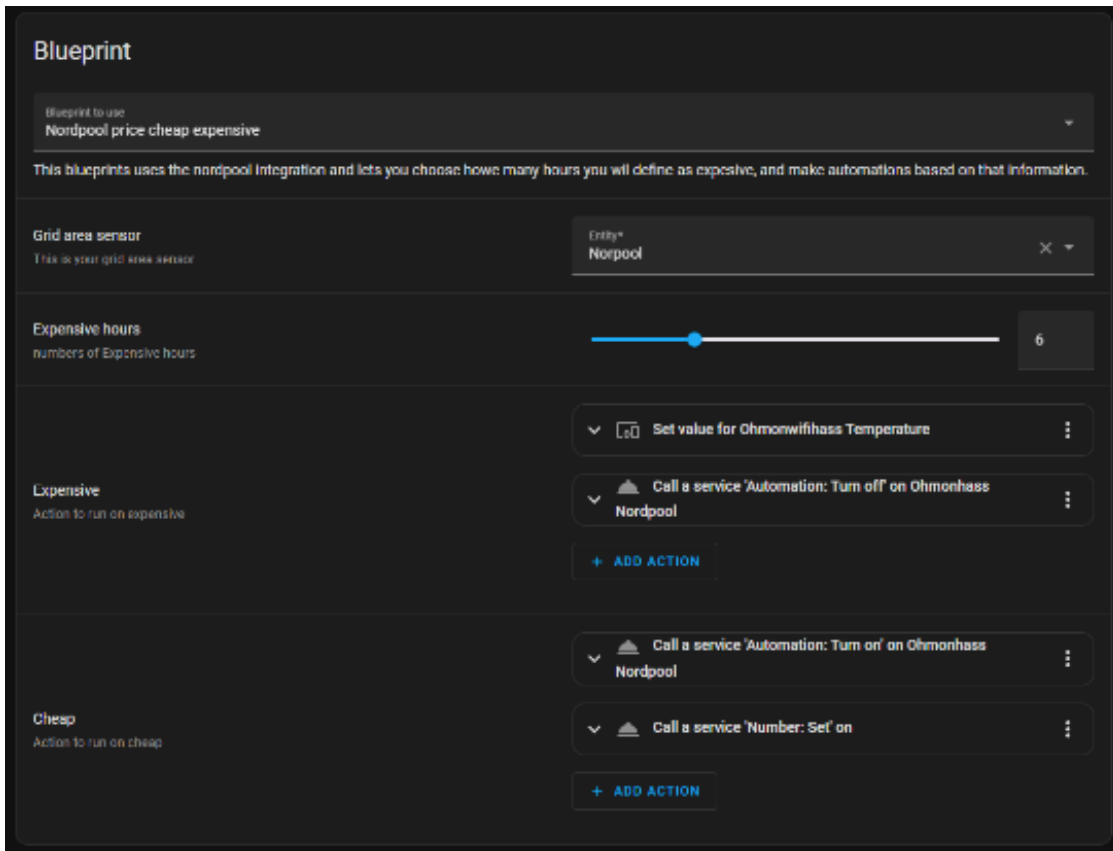 Blueprint
Blueprint to use
Nordpool price cheap expensive
This blueprints uses the nordpool integration and lets you choose howe many hours you wil define as expesive, and make automations based on that information.
Grid area sensor
This is your grid area sensor
Entity*
Norpool
Expensive hours
numbers of Expensive hours
6
Expensive
Action to run on expensive
Set value for Ohmonwifihass Temperature
Call a service 'Automation: Turn off' on Ohmonhass
Nordpool
+ ADD ACTION
Cheap
Action to run on cheap
Call a service 'Automation: Turn on' on Ohmonhass
Nordpool
Call a service 'Number: Set' on
+ ADD ACTION